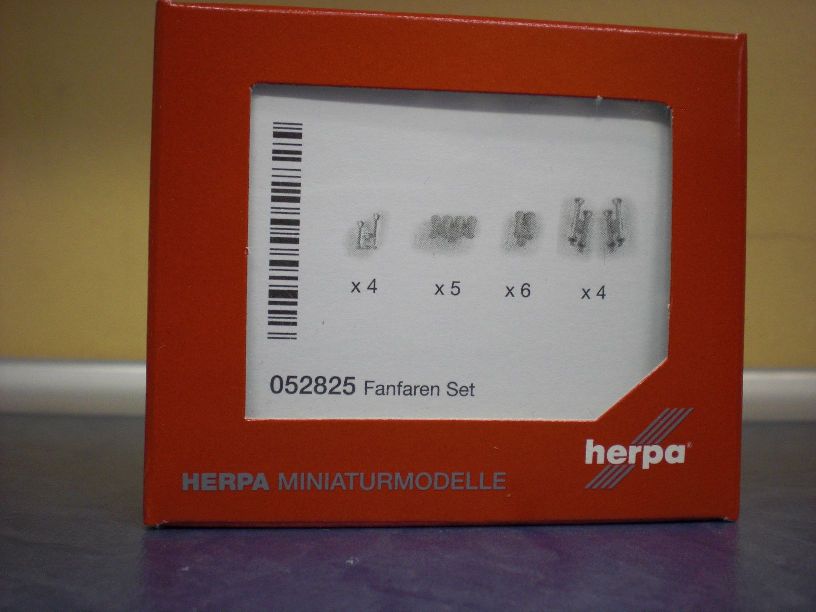 x 4 x 5 x 6 x 4
052825 Fanfaren Set
herpa®
HERPA MINIATURMODELLE